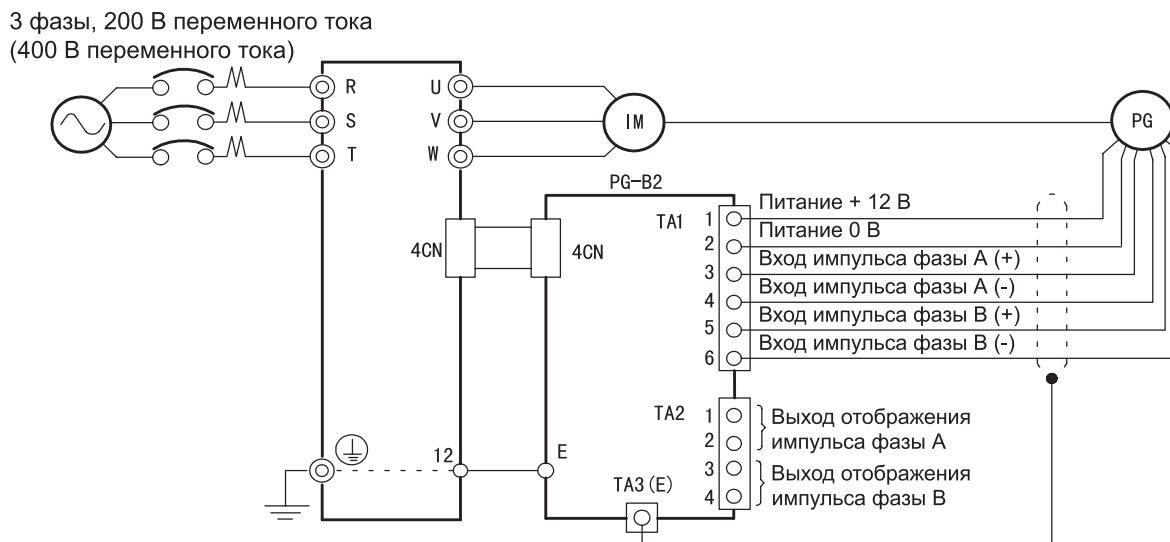 3 фазы, 200 В переменного тока
(400 В переменного тока)
R
S
T
U
V
W
IM
PG
PG-B2
4CN
4CN
TA1
1
2
3
4
5
6
Питание + 12 В
Питание 0 В
Вход импульса фазы А (+)
Вход импульса фазы А (-)
Вход импульса фазы В (+)
Вход импульса фазы В (-)
TA2
1
2
3
4
Выход отображения
импульса фазы А
Выход отображения
импульса фазы В
12
E
TA3 (E)